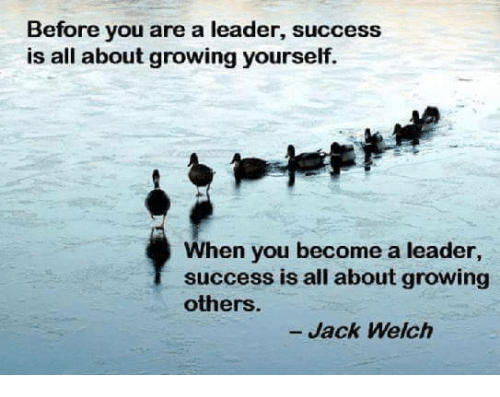 Before you are a leader, success
is all about growing yourself.
When you become a leader,
success is all about growing
others.
– Jack Welch